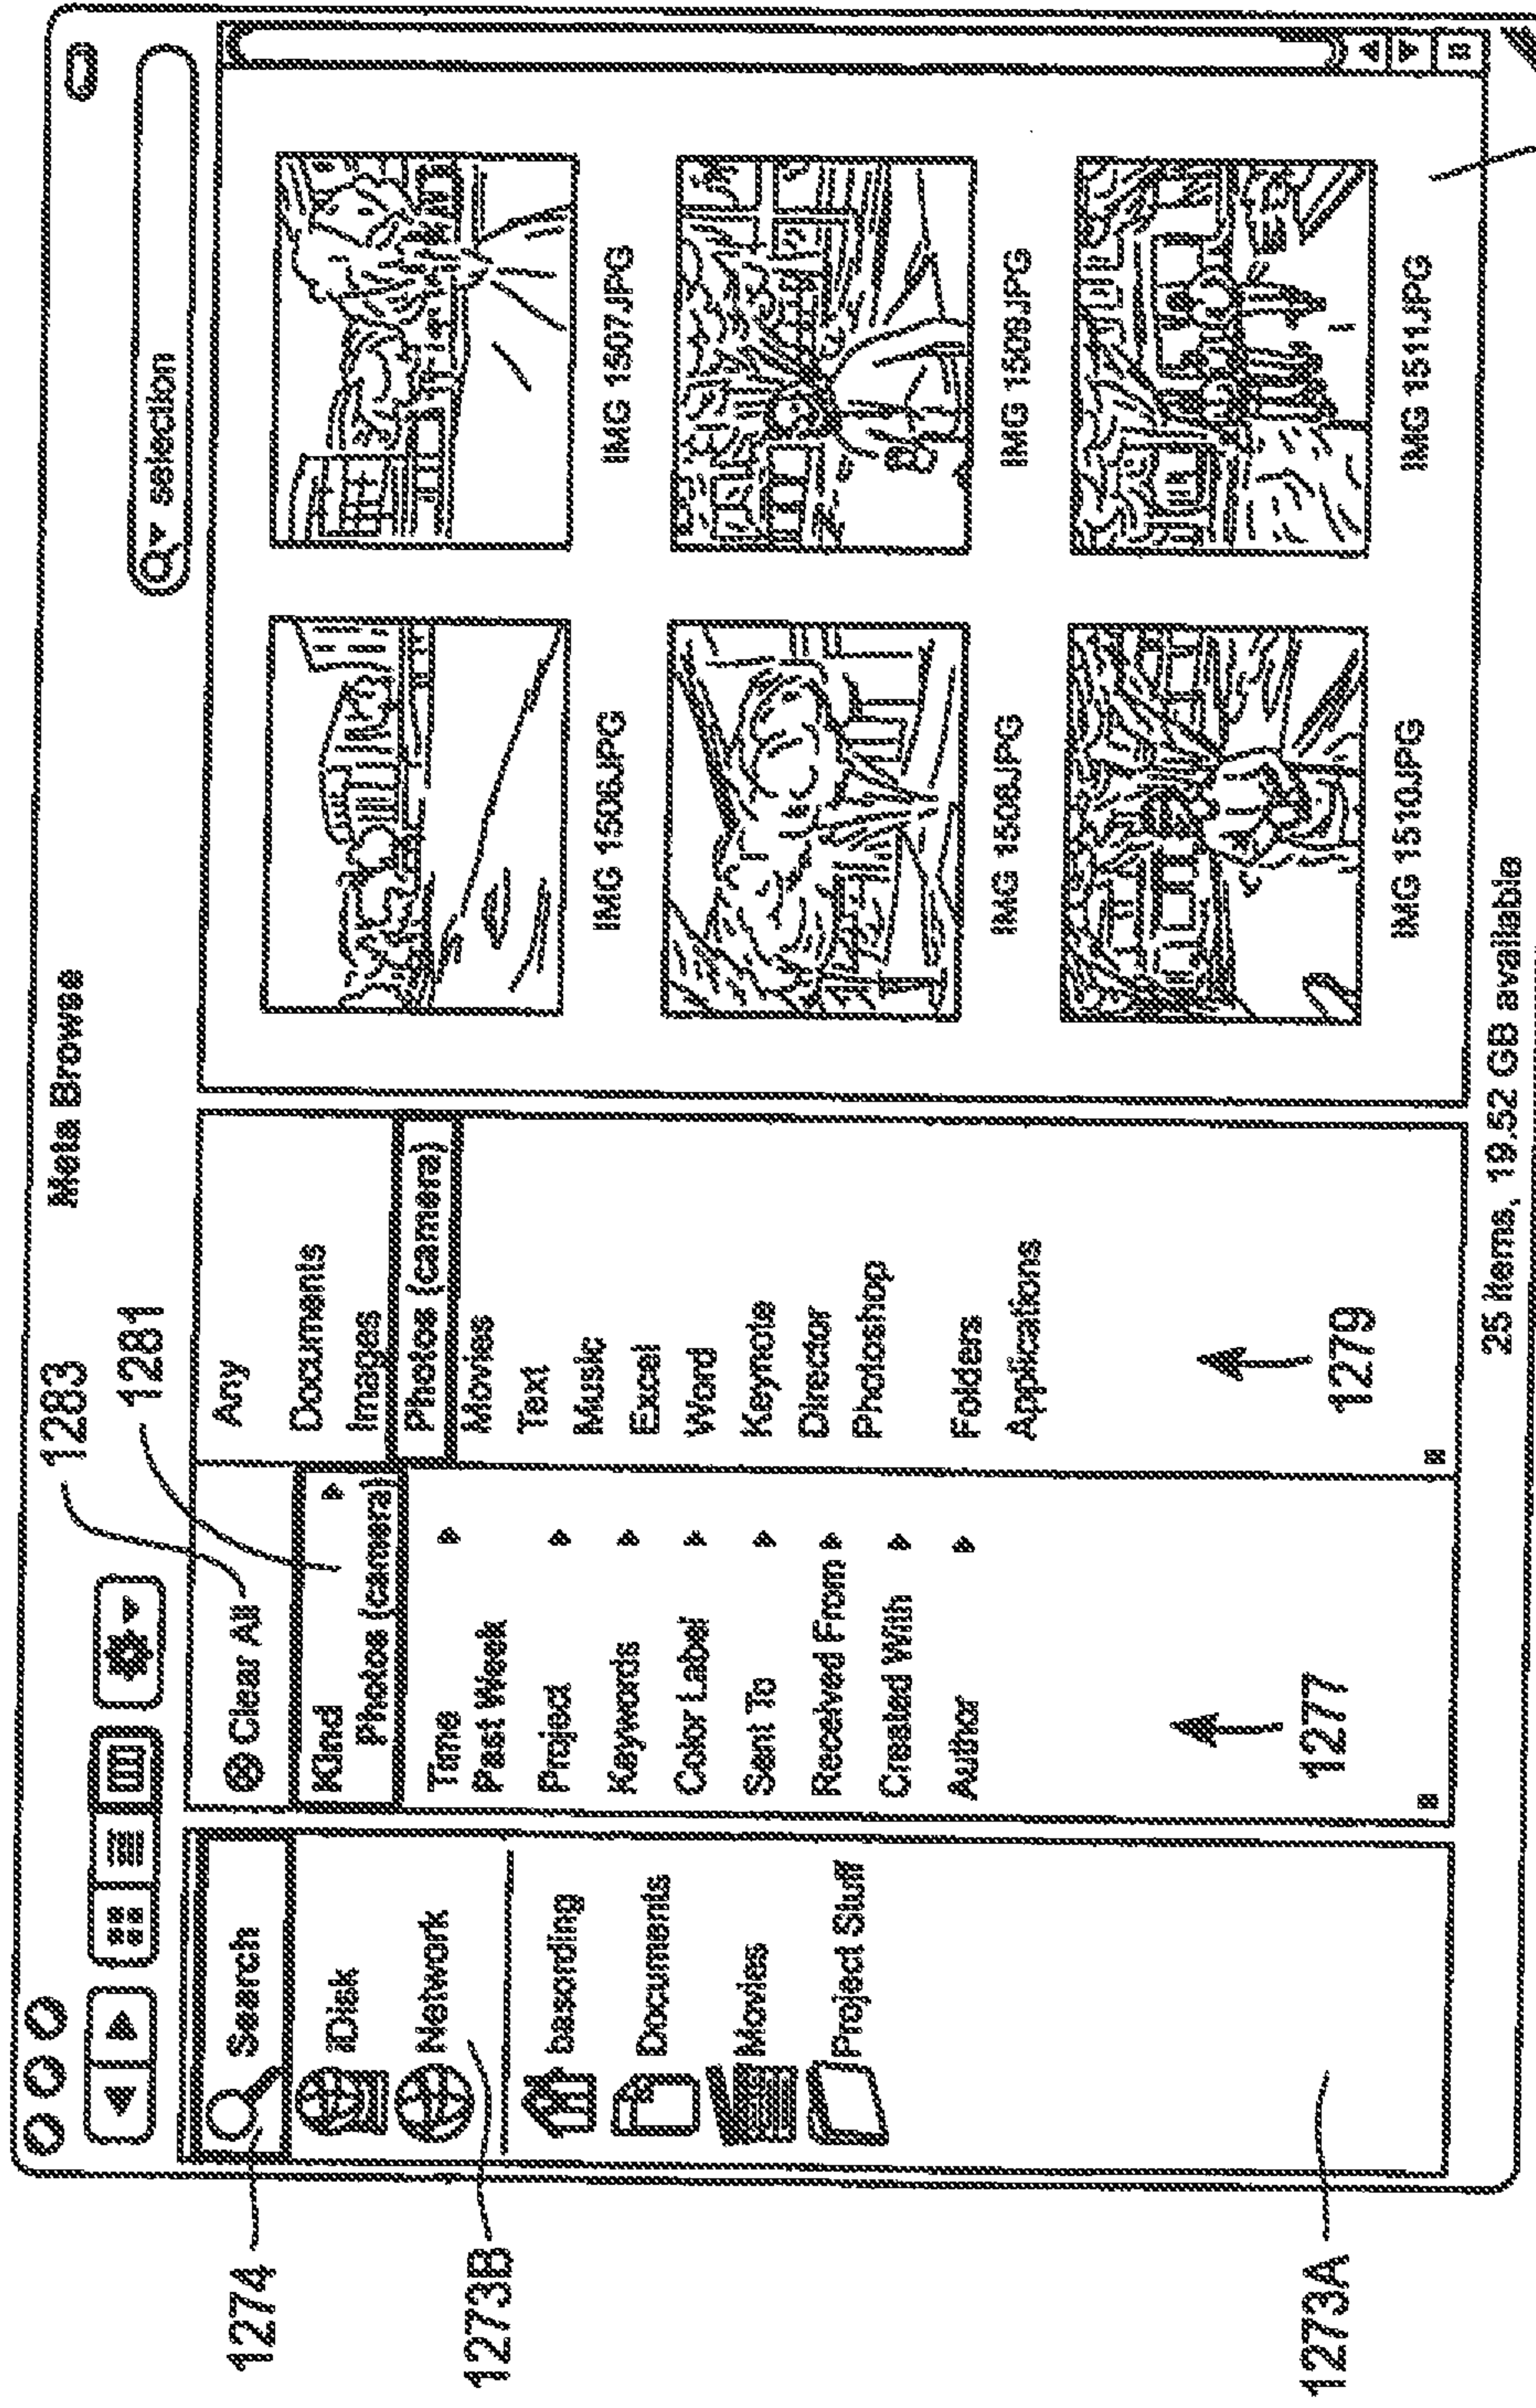 Meta Browse
1283
1281
selection
1274
Search
iDisk
Network
1273B
basonding
Documents
Movies
Project Stuff
1273A
Clear All
Kind
Photos (camera)
Time
Past Week
Project
Keywords
Color Label
Sent To
Received From
Created With
Author
1277
Any
Documents
Images
Photos (camera)
Movies
Text
Music
Excel
Word
Keynote
Director
Photoshop
Folders
Applications
1279
IMG 1506.JPG
IMG 1507.JPG
IMG 1508.JPG
IMG 1509.JPG
IMG 1510.JPG
IMG 1511.JPG
25 items, 19.52 GB available